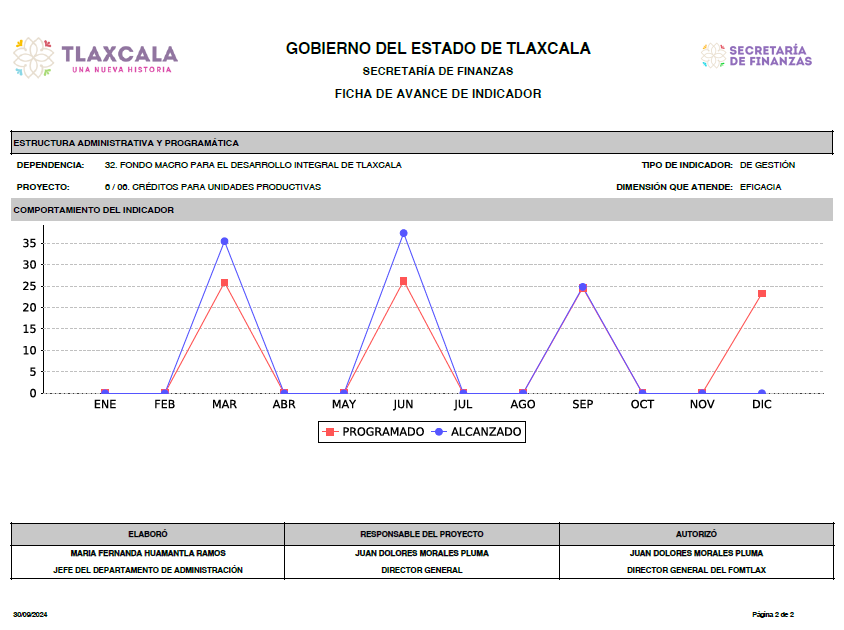 TLAXCALA
UNA NUEVA HISTORIA
GOBIERNO DEL ESTADO DE TLAXCALA
SECRETARÍA DE FINANZAS
FICHA DE AVANCE DE INDICADOR
SECRETARÍA
DE FINANZAS
ESTRUCTURA ADMINISTRATIVA Y PROGRAMÁTICA
DEPENDENCIA: 32. FONDO MACRO PARA EL DESARROLLO INTEGRAL DE TLAXCALA TIPO DE INDICADOR: DE GESTIÓN
PROYECTO: 6 / 06. CRÉDITOS PARA UNIDADES PRODUCTIVAS DIMENSIÓN QUE ATIENDE: EFICACIA
COMPORTAMIENTO DEL INDICADOR
35
30
25
20
15
10
5
0
ENE FEB MAR ABR MAY JUN JUL AGO SEP OCT NOV DIC
PROGRAMADO ALCANZADO
ELABORÓ RESPONSABLE DEL PROYECTO AUTORIZÓ
MARIA FERNANDA HUAMANTLA RAMOS JUAN DOLORES MORALES PLUMA JUAN DOLORES MORALES PLUMA
JEFE DEL DEPARTAMENTO DE ADMINISTRACIÓN DIRECTOR GENERAL DIRECTOR GENERAL DEL FOMTLAX
30/09/2024 Página 2 de 2